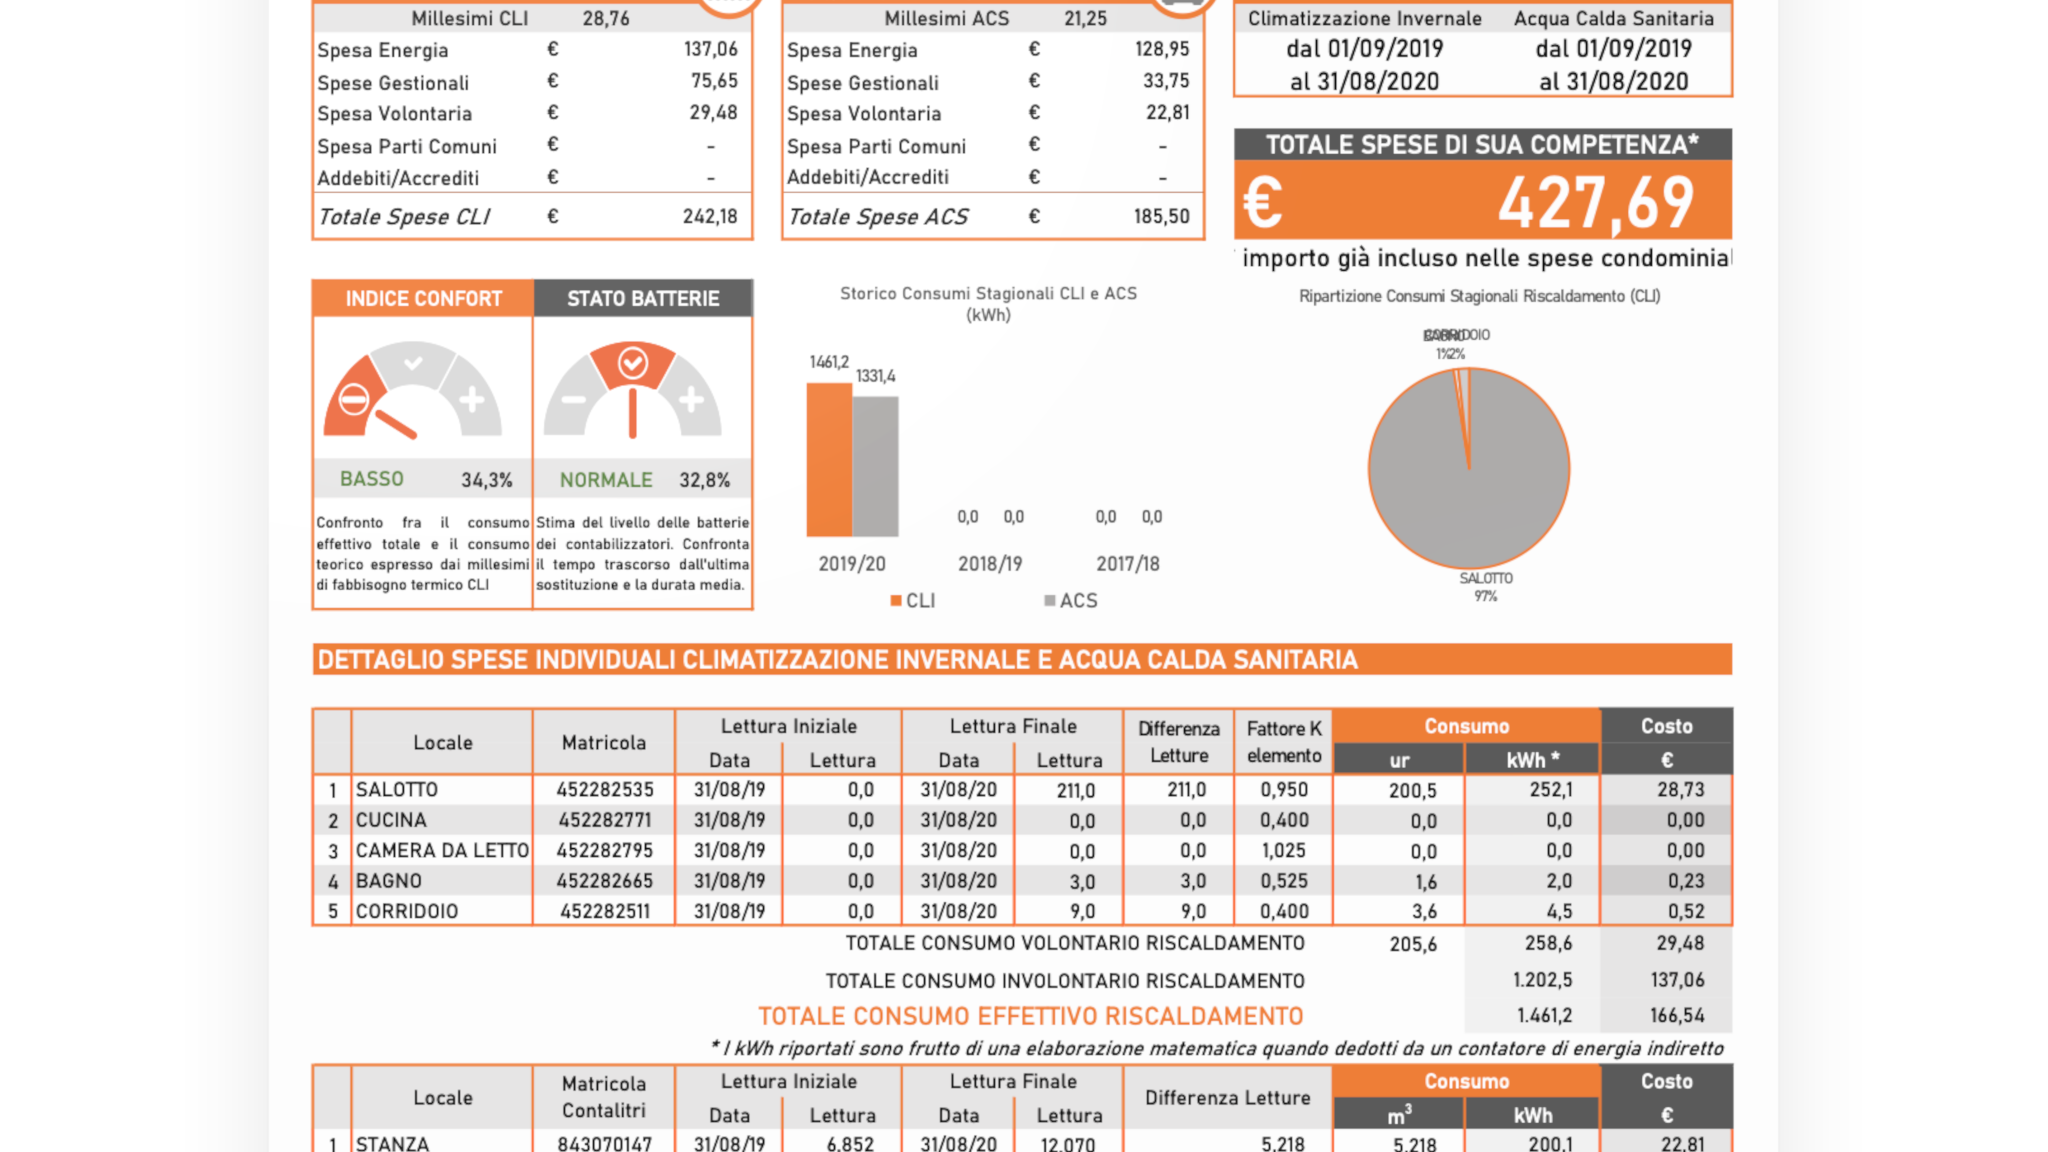 Millesimi CLI 28,76
Spesa Energia € 137,06
Spese Gestionali € 75,65
Spesa Volontaria € 29,48
Spesa Parti Comuni € -
Addebiti/Accrediti € -
Totale Spese CLI € 242,18
Millesimi ACS 21,25
Spesa Energia € 128,95
Spese Gestionali € 33,75
Spesa Volontaria € 22,81
Spesa Parti Comuni € -
Addebiti/Accrediti € -
Totale Spese ACS € 185,50
Climatizzazione Invernale Acqua Calda Sanitaria
dal 01/09/2019 dal 01/09/2019
al 31/08/2020 al 31/08/2020
TOTALE SPESE DI SUA COMPETENZA*
€ 427,69
importo già incluso nelle spese
INDICE CONFORT
BASSO 34,3%
Confronto fra il consumo
effettivo totale e il consumo
teorico espresso dai millesimi
di fabbisogno termico CLI
STATO BATTERIE
NORMALE 32,8%
Stima del livello delle batterie
dei contabilizzatori. Confronta
il tempo trascorso dall'ultima
sostituzione e la durata media.
Storico Consumi Stagionali CLI e ACS
(kWh)
1461,2
1331,4
0,0 0,0 0,0 0,0
2019/20 2018/19 2017/18
CLI ACS
Ripartizione Consumi Stagionali Riscaldamento (CLI)
CORRIDOIO
1% 2%
SALOTTO
97%
DETTAGLIO SPESE INDIVIDUALI CLIMATIZZAZIONE INVERNALE E ACQUA CALDA SANITARIA
Locale Matricola Lettura Iniziale Lettura Finale Differenza Letture Fattore K elemento Consumo Costo
Data Lettura Data Lettura ur kWh * €
1 SALOTTO 452282535 31/08/19 0,0 31/08/20 211,0 211,0 0,950 200,5 252,1 28,73
2 CUCINA 452282771 31/08/19 0,0 31/08/20 0,0 0,0 0,400 0,0 0,0 0,00
3 CAMERA DA LETTO 452282795 31/08/19 0,0 31/08/20 0,0 0,0 1,025 0,0 0,0 0,00
4 BAGNO 452282665 31/08/19 0,0 31/08/20 3,0 3,0 0,525 1,6 2,0 0,23
5 CORRIDOIO 452282511 31/08/19 0,0 31/08/20 9,0 9,0 0,400 3,6 4,5 0,52
TOTALE CONSUMO VOLONTARIO RISCALDAMENTO 205,6 258,6 29,48
TOTALE CONSUMO INVOLONTARIO RISCALDAMENTO 1.202,5 137,06
TOTALE CONSUMO EFFETTIVO RISCALDAMENTO 1.461,2 166,54
* I kWh riportati sono frutto di una elaborazione matematica quando dedotti da un contatore di energia indiretto
Locale Matricola Contalitri Lettura Iniziale Lettura Finale Differenza Letture Consumo Costo
Data Lettura Data Lettura m³ kWh €
1 STANZA 843070147 31/08/19 6,852 31/08/20 12,070 5,218 5,218 200,1 22,81